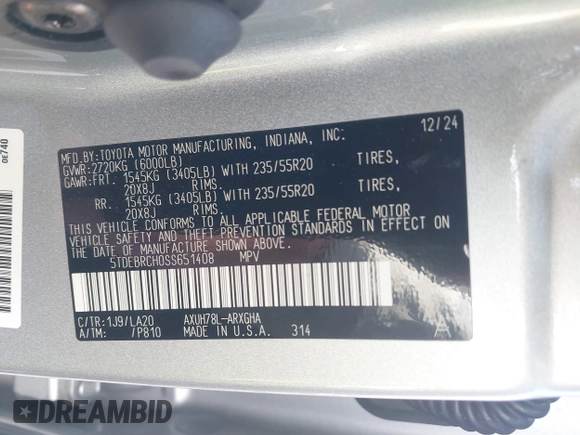 MFD.BY:TOYOTA MOTOR MANUFACTURING, INDIANA, INC. 12/24
GVWR:2720KG (6000LB)
GAWR:FRT. 1545KG (3405LB) WITH 235/55R20 TIRES,
20X8J RIMS.
RR. 1545KG (3405LB) WITH 235/55R20 TIRES,
20X8J RIMS.
THIS VEHICLE CONFORMS TO ALL APPLICABLE FEDERAL MOTOR
VEHICLE SAFETY AND THEFT PREVENTION STANDARDS IN EFFECT ON
THE DATE OF MANUFACTURE SHOWN ABOVE.
5TDEBRCH0SS651408 MPV
C/TR:1J9/LA20 AXUH78L-ARXGHA
A/TM: /P810 MADE IN U.S.A. 314
A
0E740
DREAMBID